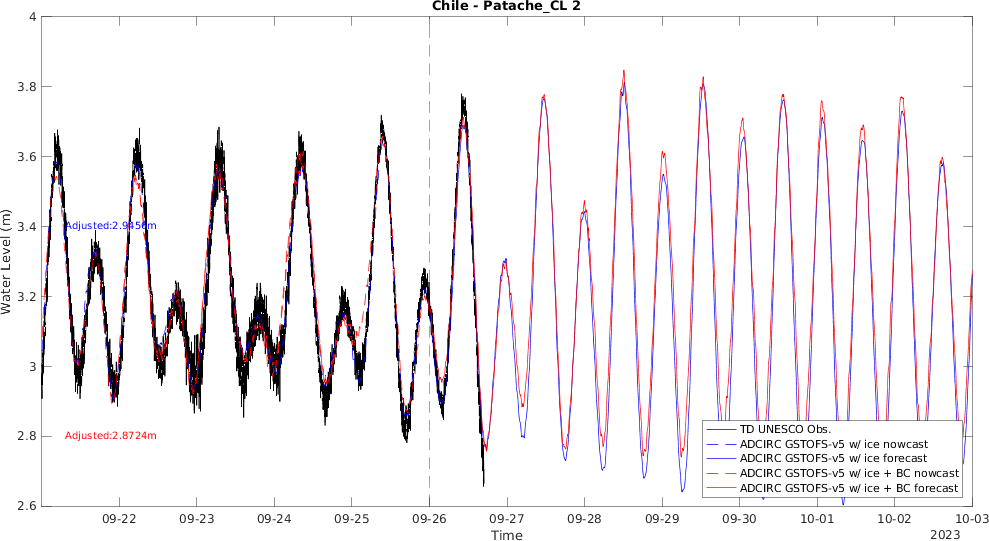 Chile - Patache_CL 2
Water Level (m)
4
3.8
3.6
3.4
3.2
3
2.8
2.6
Adjusted:2.9456m
Adjusted:2.8724m
TD UNESCO Obs.
ADCIRC GSTOFS-v5 w/ ice nowcast
ADCIRC GSTOFS-v5 w/ ice forecast
ADCIRC GSTOFS-v5 w/ ice + BC nowcast
ADCIRC GSTOFS-v5 w/ ice + BC forecast
09-22 09-23 09-24 09-25 09-26 09-27 09-28 09-29 09-30 10-01 10-02 10-03
Time
2023